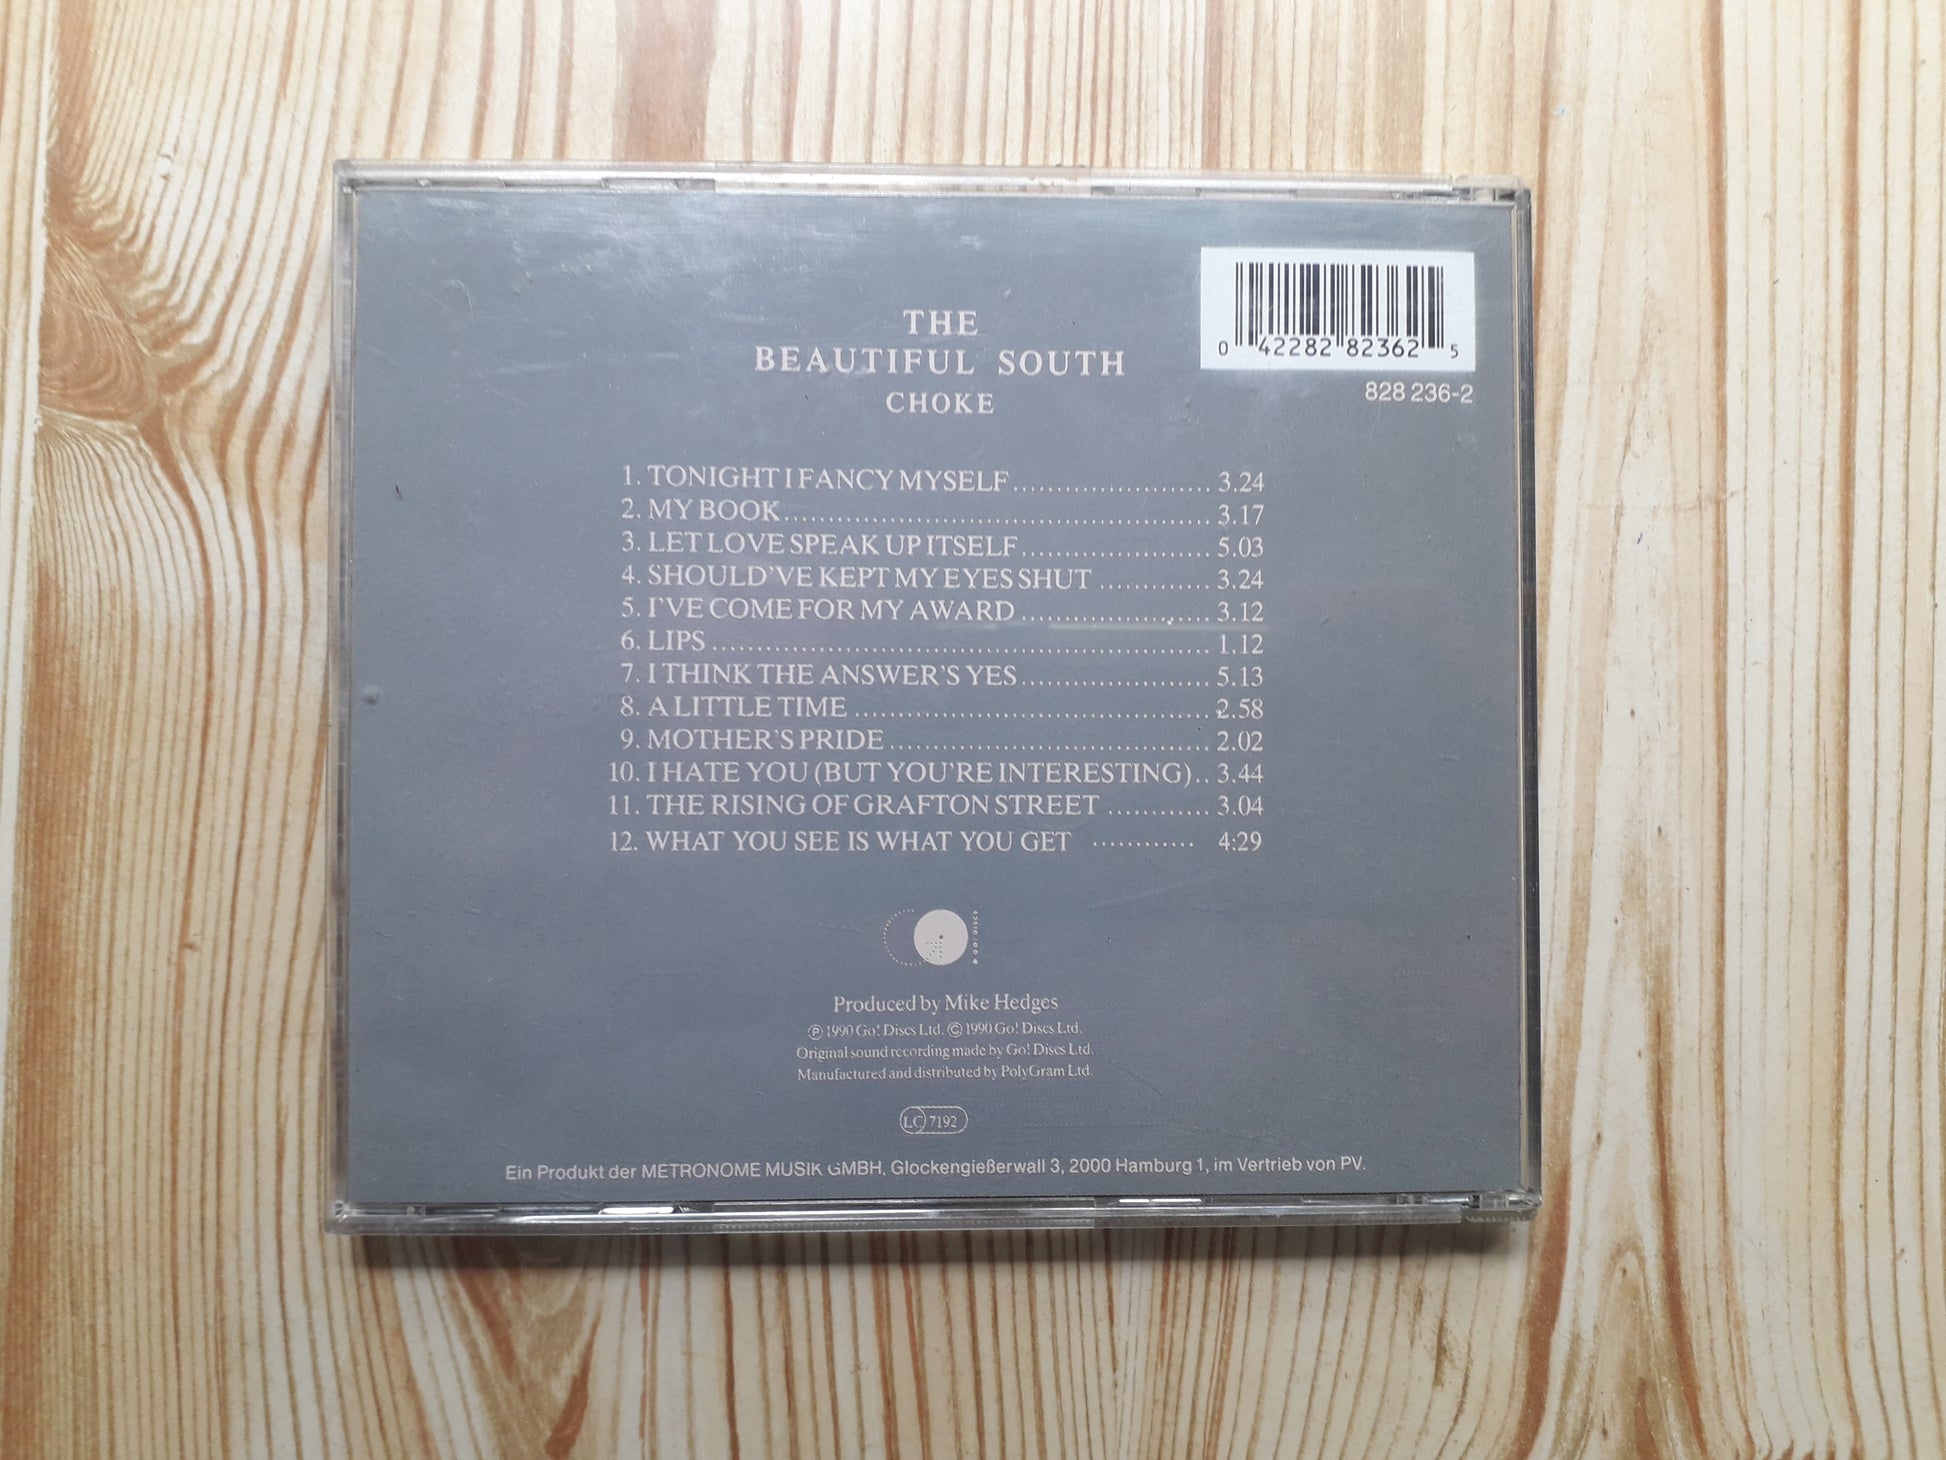 0 42282 82362 5
828 236-2
THE
BEAUTIFUL SOUTH
CHOKE
1. TONIGHT I FANCY MYSELF....................... 3.24
2. MY BOOK................................................ 3.17
3. LET LOVE SPEAK UP ITSELF...................... 5.03
4. SHOULD'VE KEPT MY EYES SHUT ............. 3.24
5. I'VE COME FOR MY AWARD...................... 3.12
6. LIPS ........................................................ 1.12
7. I THINK THE ANSWER'S YES...................... 5.13
8. A LITTLE TIME ........................................ 2.58
9. MOTHER'S PRIDE.................................... 2.02
10. I HATE YOU (BUT YOU'RE INTERESTING).. 3.44
11. THE RISING OF GRAFTON STREET ............ 3.04
12. WHAT YOU SEE IS WHAT YOU GET ............ 4:29
Produced by Mike Hedges
Ⓟ 1990 Go! Discs Ltd. © 1990 Go! Discs Ltd.
Original sound recording made by Go! Discs Ltd.
Manufactured and distributed by PolyGram Ltd.
LC 7192
Ein Produkt der METRONOME MUSIK GMBH, Glockengießerwall 3, 2000 Hamburg 1, im Vertrieb von PV.